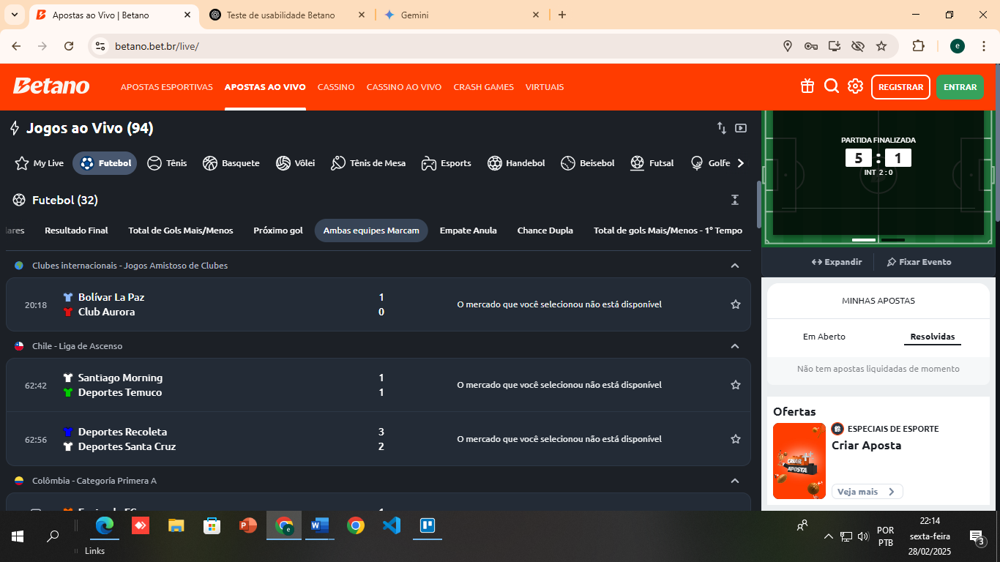 Apostas ao Vivo | Betano
Teste de usabilidade Betano
Gemini
betano.bet.br/live/
e
Betano
APOSTAS ESPORTIVAS
APOSTAS AO VIVO
CASSINO
CASSINO AO VIVO
CRASH GAMES
VIRTUAIS
REGISTRAR
ENTRAR
Jogos ao Vivo (94)
My Live
Futebol
Tênis
Basquete
Vôlei
Tênis de Mesa
Esports
Handebol
Beisebol
Futsal
Golfe
Futebol (32)
lares
Resultado Final
Total de Gols Mais/Menos
Próximo gol
Ambas equipes Marcam
Empate Anula
Chance Dupla
Total de gols Mais/Menos - 1° Tempo
Clubes internacionais - Jogos Amistoso de Clubes
20:18
Bolívar La Paz 1
Club Aurora 0
O mercado que você selecionou não está disponível
Chile - Liga de Ascenso
62:42
Santiago Morning 1
Deportes Temuco 1
O mercado que você selecionou não está disponível
62:56
Deportes Recoleta 3
Deportes Santa Cruz 2
O mercado que você selecionou não está disponível
Colômbia - Categoría Primera A
PARTIDA FINALIZADA
5 : 1
INT 2 : 0
Expandir
Fixar Evento
MINHAS APOSTAS
Em Aberto
Resolvidas
Não tem apostas liquidadas de momento
Ofertas
ESPECIAIS DE ESPORTE
Criar Aposta
CRIAR
APOSTA
Veja mais
Links
POR
PTB
22:14
sexta-feira
28/02/2025
3